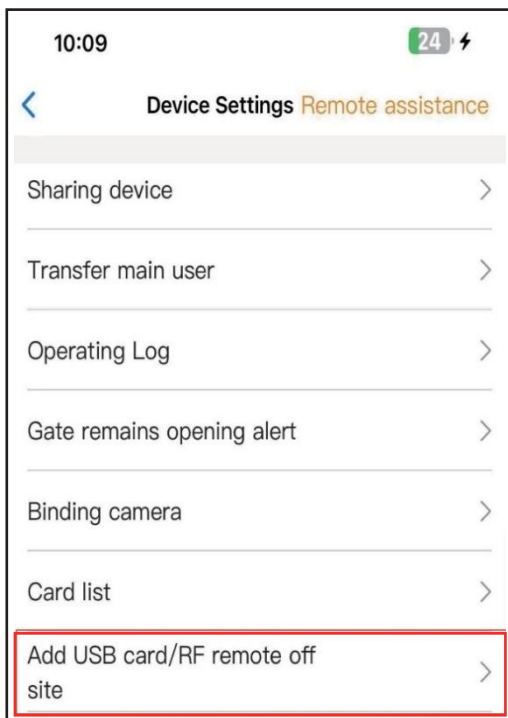 10:09 24
Device Settings Remote assistance
Sharing device
Transfer main user
Operating Log
Gate remains opening alert
Binding camera
Card list
Add USB card/RF remote off
site